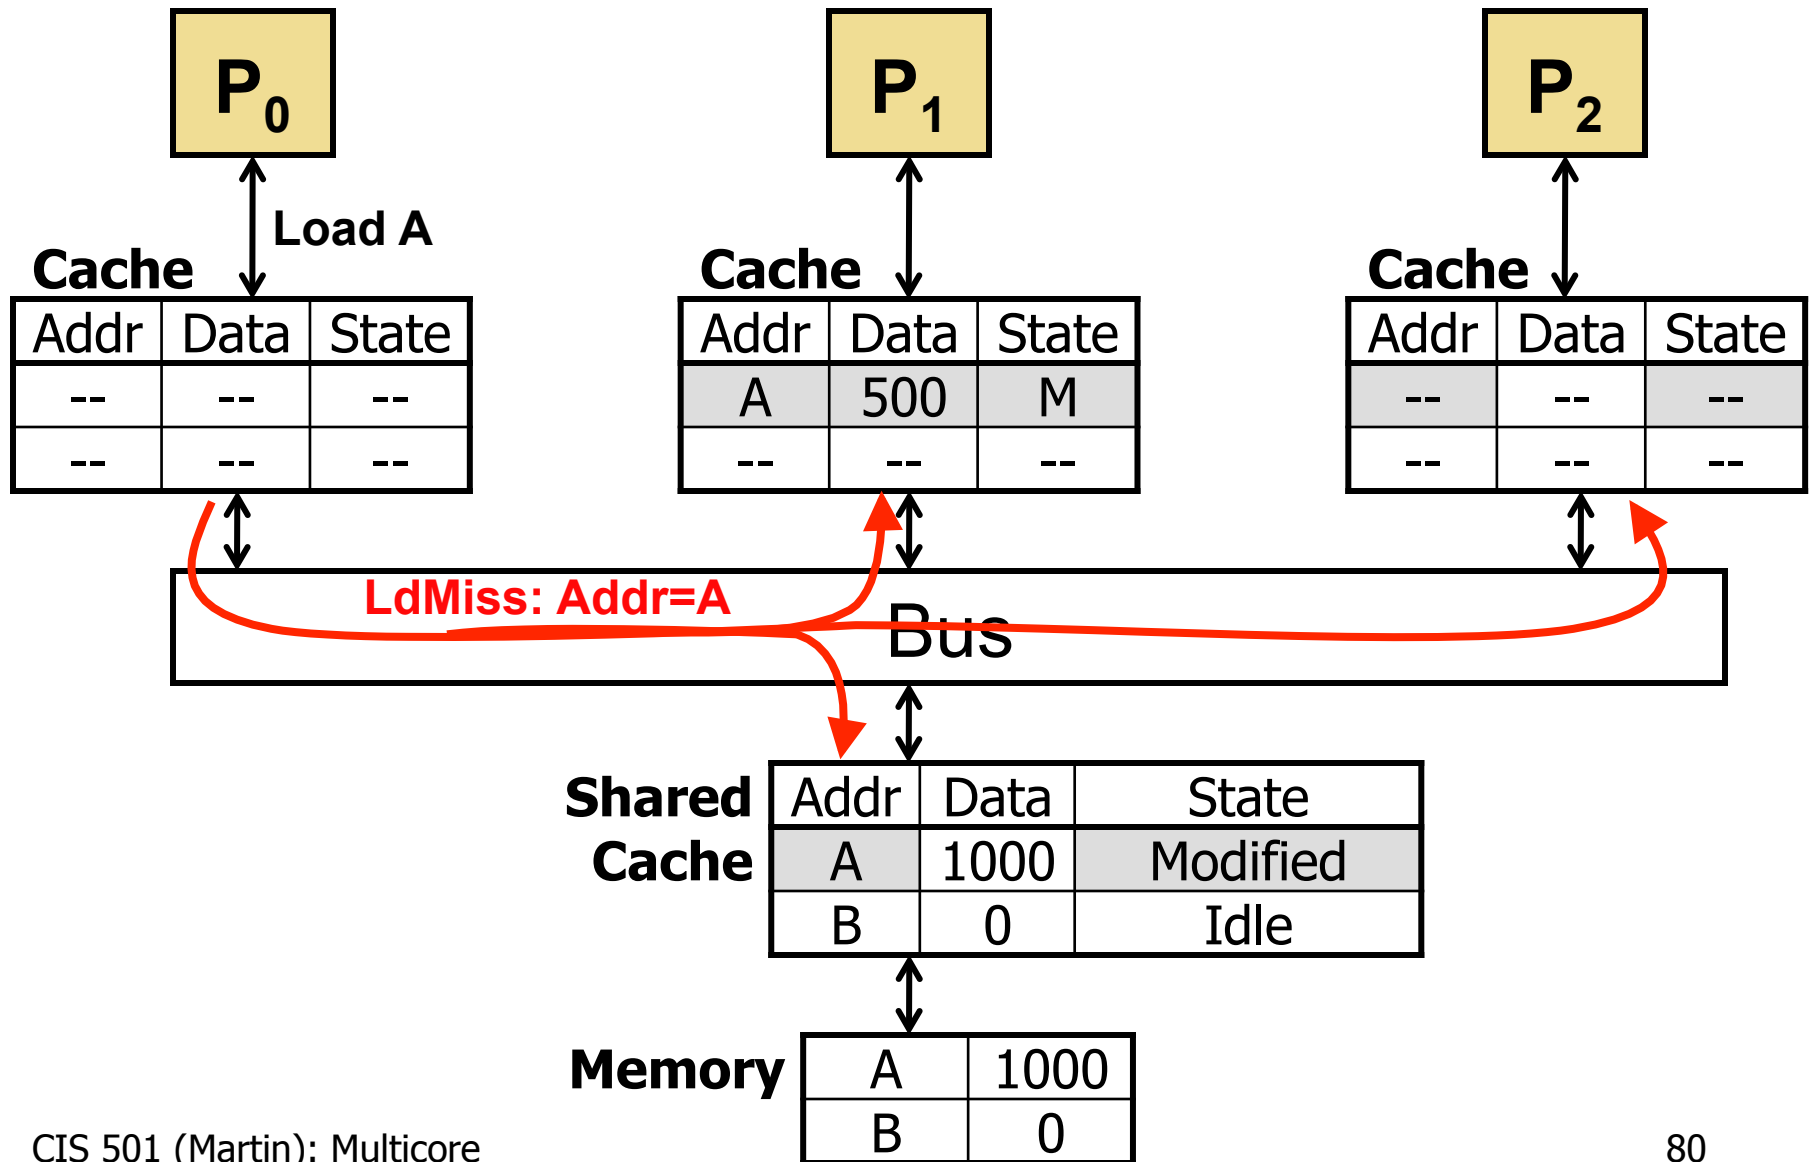 P0 P1 P2
Load A
Cache Cache Cache
Addr Data State Addr Data State Addr Data State
-- -- -- A 500 M -- -- --
-- -- -- -- -- -- -- -- --
LdMiss: Addr=A
Bus
Shared Addr Data State
Cache A 1000 Modified
B 0 Idle
Memory A 1000
B 0
CIS 501 (Martin): Multicore 80